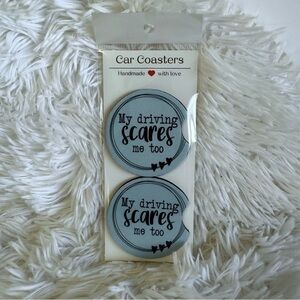 Car Coasters
Handmade ❤ with love
My driving
scares
me too
My driving
scares
me too